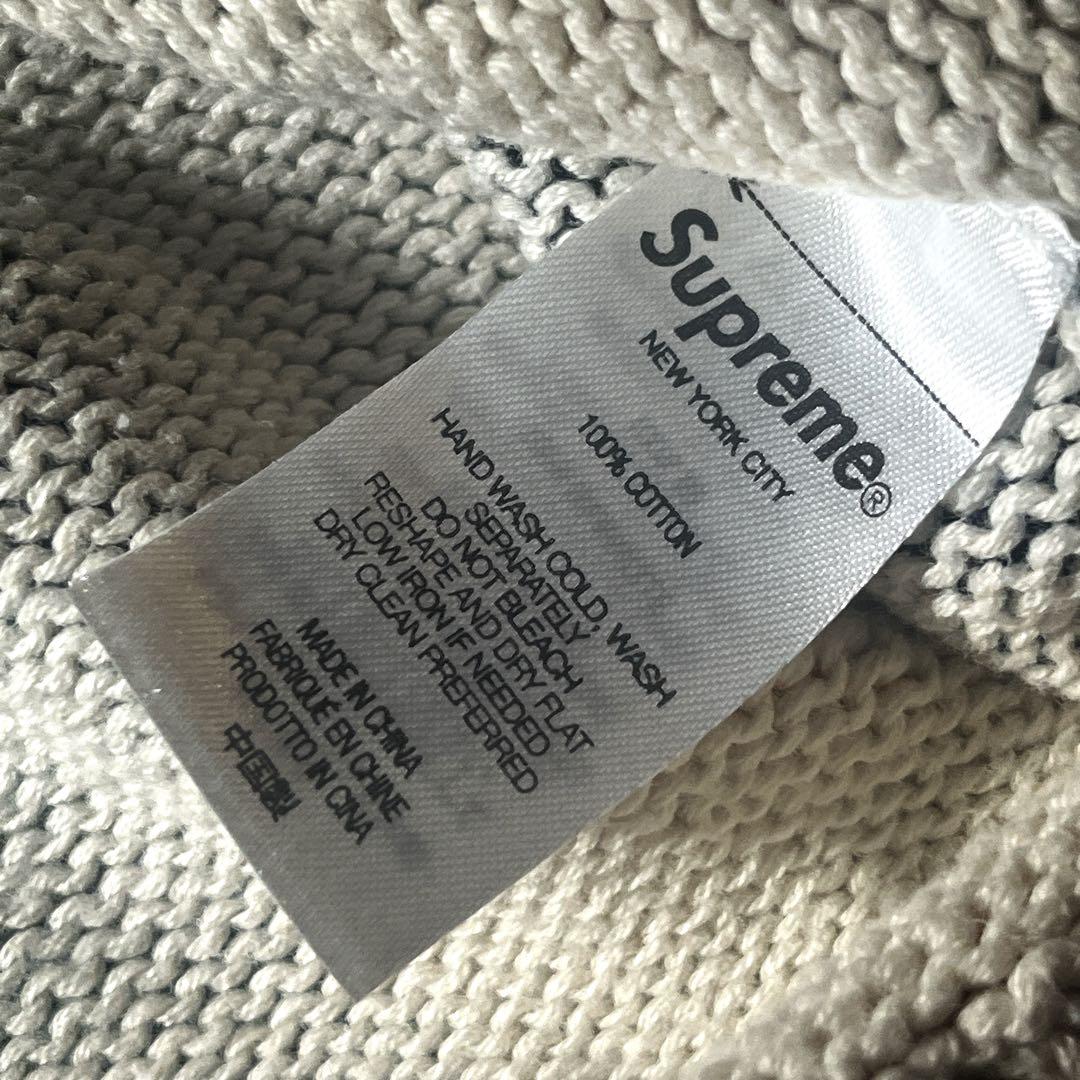 Supreme®
NEW YORK CITY
100% COTTON
HAND WASH COLD, WASH
SEPARATELY
DO NOT BLEACH
RESHAPE AND DRY FLAT
LOW IRON IF NEEDED
DRY CLEAN PREFERRED
MADE IN CHINA
FABRIQUÉ EN CHINE
PRODOTTO IN CINA
中国製